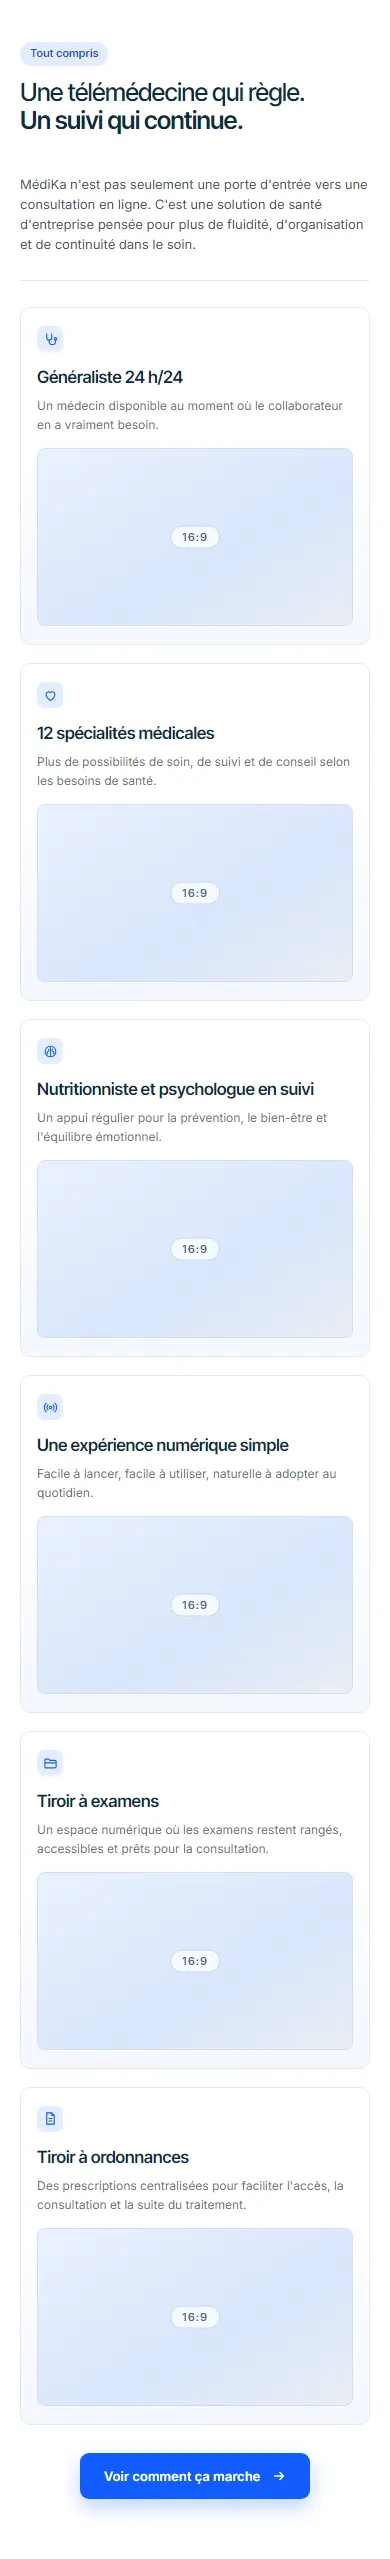 Tout compris
Une télémédecine qui règle.
Un suivi qui continue.
MédiKa n'est pas seulement une porte d'entrée vers une
consultation en ligne. C'est une solution de santé
d'entreprise pensée pour plus de fluidité, d'organisation
et de continuité dans le soin.
Généraliste 24 h/24
Un médecin disponible au moment où le collaborateur
en a vraiment besoin.
16:9
12 spécialités médicales
Plus de possibilités de soin, de suivi et de conseil selon
les besoins de santé.
16:9
Nutritionniste et psychologue en suivi
Un appui régulier pour la prévention, le bien-être et
l'équilibre émotionnel.
16:9
Une expérience numérique simple
Facile à lancer, facile à utiliser, naturelle à adopter au
quotidien.
16:9
Tiroir à examens
Un espace numérique où les examens restent rangés,
accessibles et prêts pour la consultation.
16:9
Tiroir à ordonnances
Des prescriptions centralisées pour faciliter l'accès, la
consultation et la suite du traitement.
16:9
Voir comment ça marche →